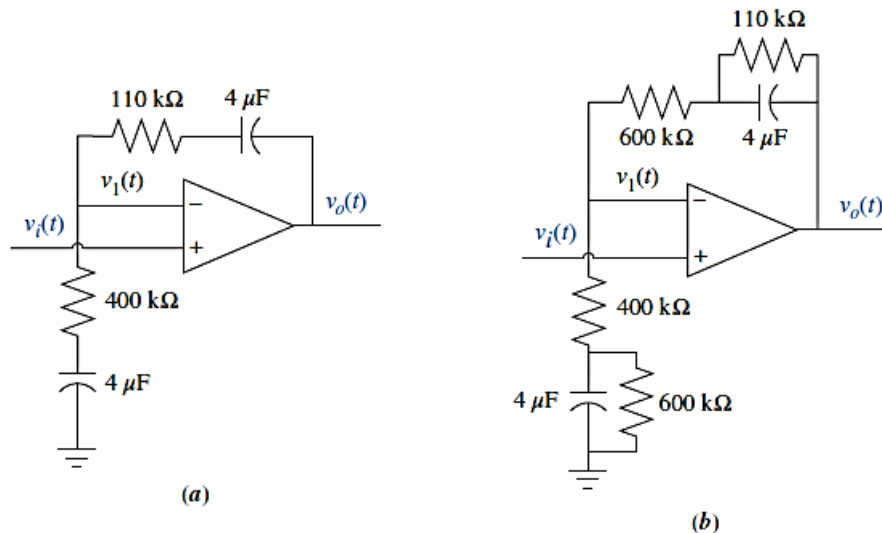 110 kΩ 4 μF
v₁(t)
vᵢ(t)
−
+
vₒ(t)
400 kΩ
4 μF
(a)
110 kΩ
600 kΩ 4 μF
v₁(t)
vᵢ(t)
−
+
vₒ(t)
400 kΩ
4 μF 600 kΩ
(b)